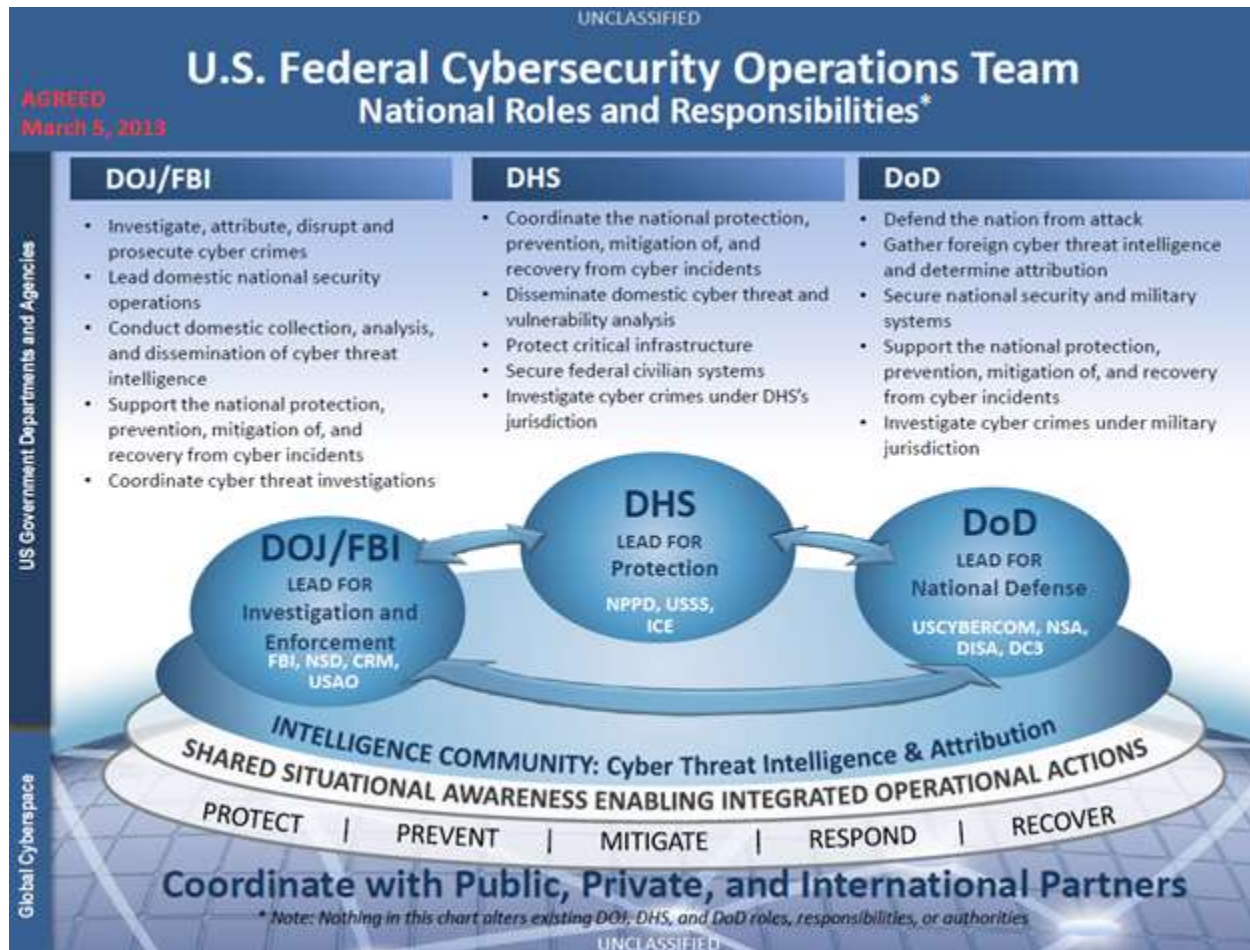 UNCLASSIFIED
U.S. Federal Cybersecurity Operations Team
National Roles and Responsibilities*
AGREED
March 5, 2013
US Government Departments and Agencies
DOJ/FBI
• Investigate, attribute, disrupt and
prosecute cyber crimes
• Lead domestic national security
operations
• Conduct domestic collection, analysis,
and dissemination of cyber threat
intelligence
• Support the national protection,
prevention, mitigation of, and
recovery from cyber incidents
• Coordinate cyber threat investigations
DHS
• Coordinate the national protection,
prevention, mitigation of, and
recovery from cyber incidents
• Disseminate domestic cyber threat and
vulnerability analysis
• Protect critical infrastructure
• Secure federal civilian systems
• Investigate cyber crimes under DHS's
jurisdiction
DoD
• Defend the nation from attack
• Gather foreign cyber threat intelligence
and determine attribution
• Secure national security and military
systems
• Support the national protection,
prevention, mitigation of, and recovery
from cyber incidents
• Investigate cyber crimes under military
jurisdiction
DOJ/FBI
LEAD FOR
Investigation and
Enforcement
FBI, NSD, CRM,
USAO
DHS
LEAD FOR
Protection
NPPD, USSS,
ICE
DoD
LEAD FOR
National Defense
USCYBERCOM, NSA,
DISA, DC3
INTELLIGENCE COMMUNITY: Cyber Threat Intelligence & Attribution
SHARED SITUATIONAL AWARENESS ENABLING INTEGRATED OPERATIONAL ACTIONS
PROTECT | PREVENT | MITIGATE | RESPOND | RECOVER
Global Cyberspace
Coordinate with Public, Private, and International Partners
* Note: Nothing in this chart alters existing DOJ, DHS, and DoD roles, responsibilities, or authorities
UNCLASSIFIED